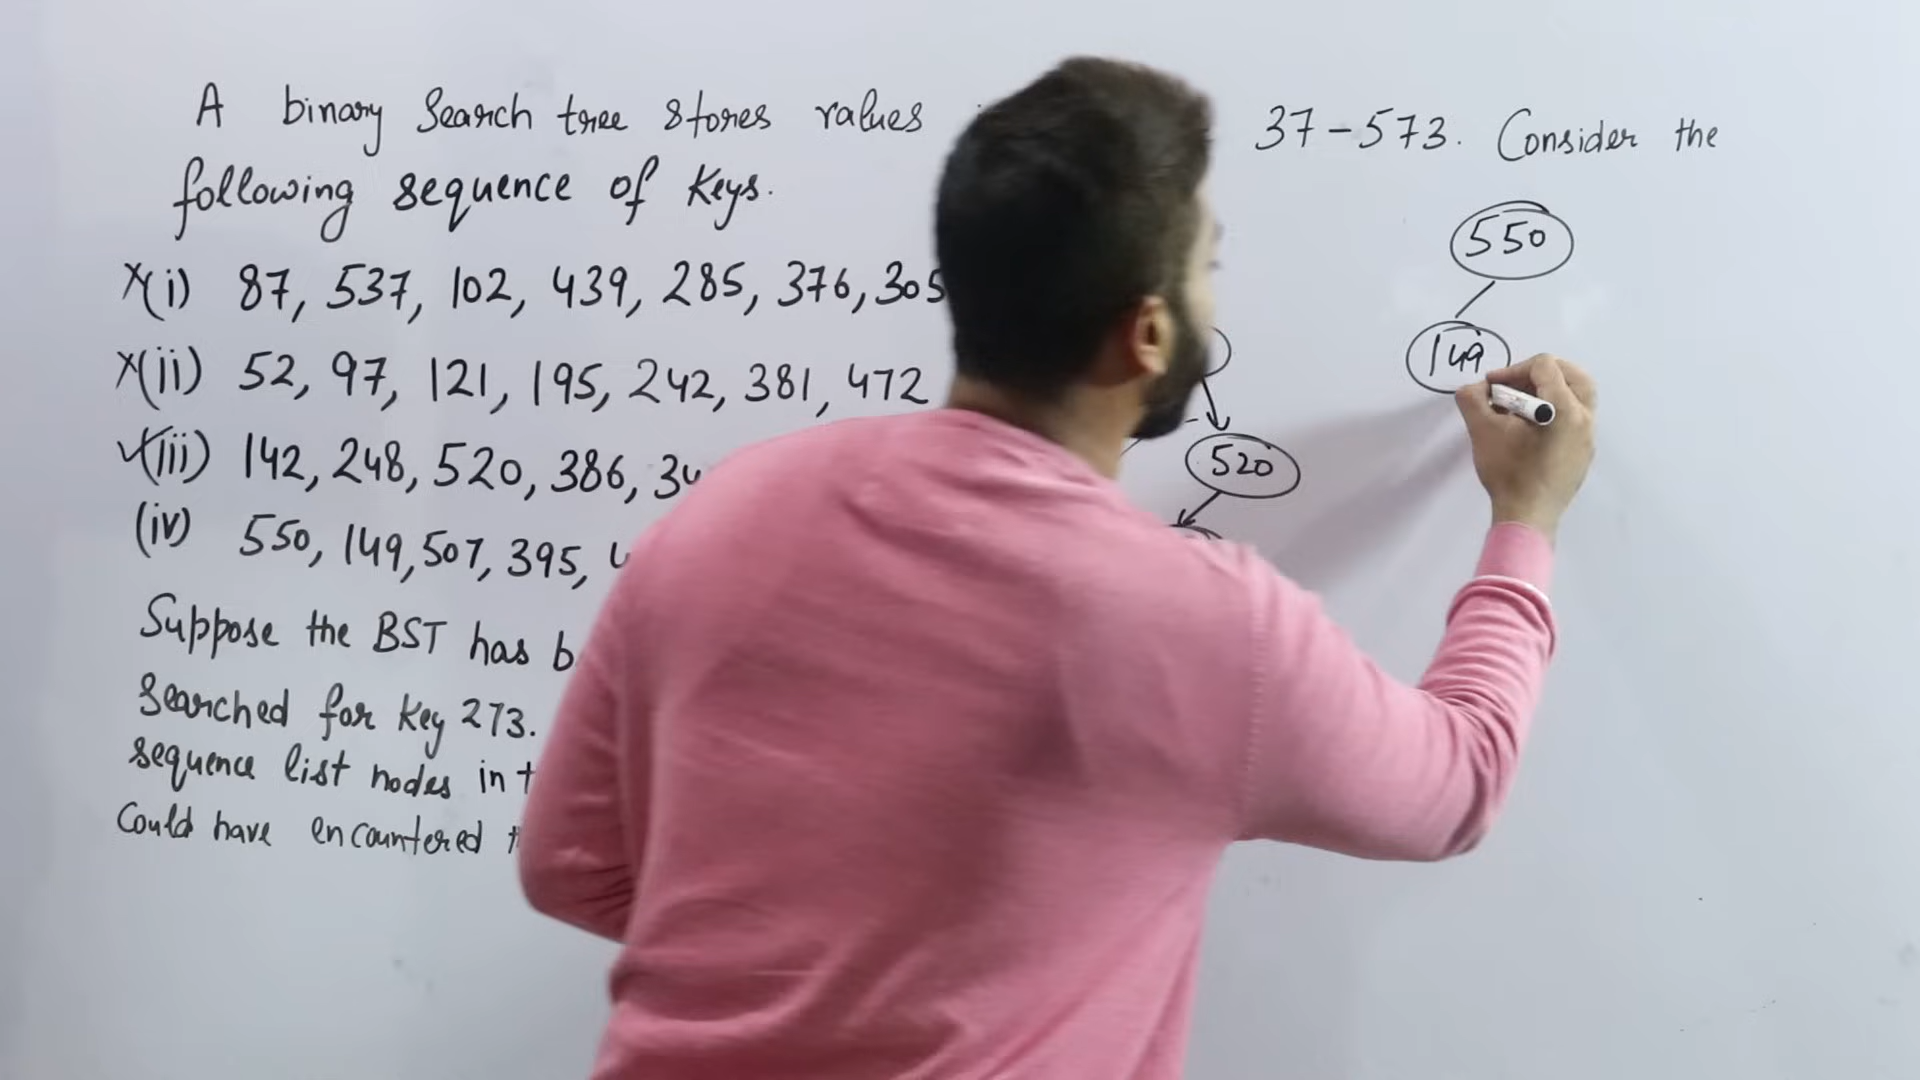 A binary Search tree stores values 37-573. Consider the
following sequence of Keys.
x(i) 87, 537, 102, 439, 285, 376, 305
x(ii) 52, 97, 121, 195, 242, 381, 472
✓(iii) 142, 248, 520, 386,
(iv) 550, 149, 507, 395,
Suppose the BST has
Searched for Key 273.
sequence list nodes in
Could have encountered
550
149
520